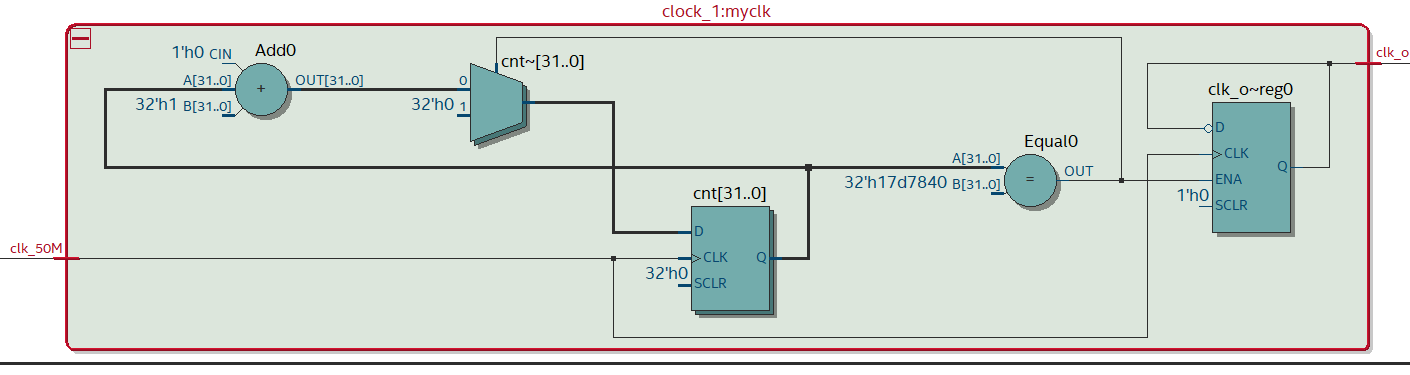 clock_1:myclk
1'h0 CIN
Add0
A[31..0]
OUT[31..0]
32'h1 B[31..0]
+
cnt~[31..0]
0
32'h0 1
clk_o
clk_o~reg0
D
CLK
Q
ENA
1'h0
SCLR
Equal0
A[31..0]
32'h17d7840 B[31..0]
=
OUT
cnt[31..0]
D
clk_50M
CLK
Q
32'h0
SCLR